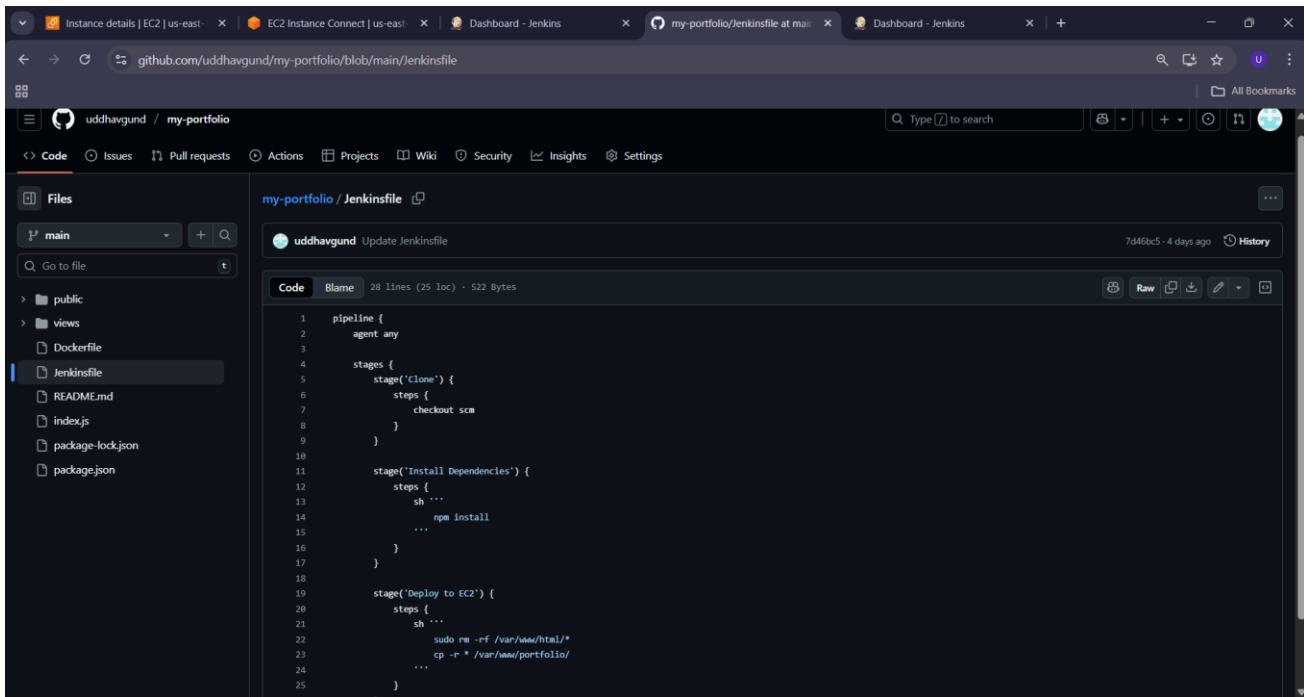 Instance details | EC2 | us-east-
EC2 Instance Connect | us-east
Dashboard - Jenkins
my-portfolio/Jenkinsfile at main
Dashboard - Jenkins
github.com/uddhavgund/my-portfolio/blob/main/Jenkinsfile
U
All Bookmarks
uddhavgund / my-portfolio
Type / to search
<> Code Issues Pull requests Actions Projects Wiki Security Insights Settings
Files
my-portfolio / Jenkinsfile
main
uddhavgund Update Jenkinsfile
7d46bc5 · 4 days ago History
Go to file t
Code Blame 28 lines (25 loc) · 522 Bytes
Raw
public
views
Dockerfile
Jenkinsfile
README.md
index.js
package-lock.json
package.json
1 pipeline {
2 agent any
3
4 stages {
5 stage('Clone') {
6 steps {
7 checkout scm
8 }
9 }
10
11 stage('Install Dependencies') {
12 steps {
13 sh '''
14 npm install
15 '''
16 }
17 }
18
19 stage('Deploy to EC2') {
20 steps {
21 sh '''
22 sudo rm -rf /var/www/html/*
23 cp -r * /var/www/portfolio/
24 '''
25 }